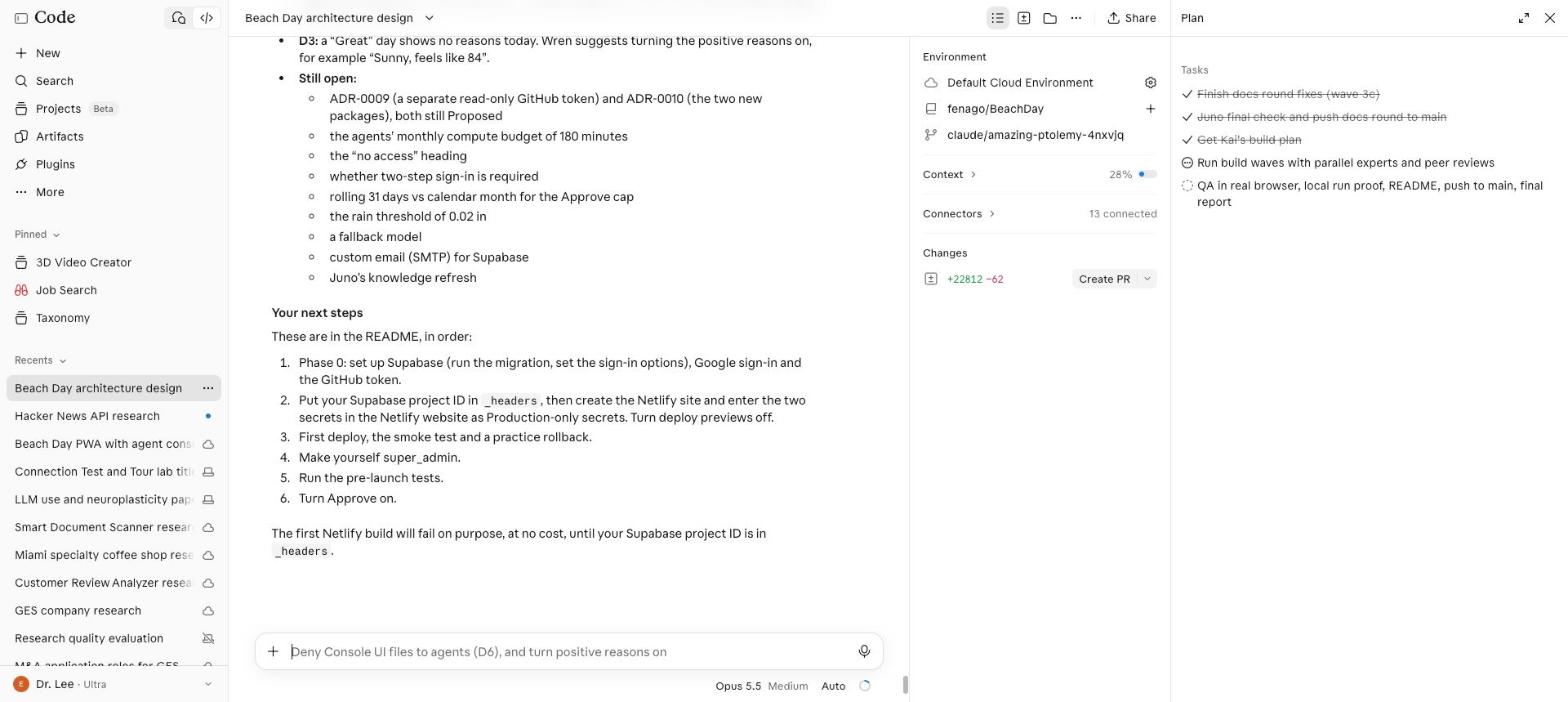 Code
Beach Day architecture design
Share
Plan
New
Search
Projects Beta
Artifacts
Plugins
More
Pinned
3D Video Creator
Job Search
Taxonomy
Recents
Beach Day architecture design
Hacker News API research
Beach Day PWA with agent cons
Connection Test and Tour lab title
LLM use and neuroplasticity pap
Smart Document Scanner resear
Miami specialty coffee shop rese
Customer Review Analyzer resea
GES company research
Research quality evaluation
M&A application roles for GES
E Dr. Lee · Ultra
• D3: a “Great” day shows no reasons today. Wren suggests turning the positive reasons on,
for example “Sunny, feels like 84”.
• Still open:
ADR-0009 (a separate read-only GitHub token) and ADR-0010 (the two new
packages), both still Proposed
the agents’ monthly compute budget of 180 minutes
the “no access” heading
whether two-step sign-in is required
rolling 31 days vs calendar month for the Approve cap
the rain threshold of 0.02 in
a fallback model
custom email (SMTP) for Supabase
Juno’s knowledge refresh
Your next steps
These are in the README, in order:
1. Phase 0: set up Supabase (run the migration, set the sign-in options), Google sign-in and
the GitHub token.
2. Put your Supabase project ID in _headers, then create the Netlify site and enter the two
secrets in the Netlify website as Production-only secrets. Turn deploy previews off.
3. First deploy, the smoke test and a practice rollback.
4. Make yourself super_admin.
5. Run the pre-launch tests.
6. Turn Approve on.
The first Netlify build will fail on purpose, at no cost, until your Supabase project ID is in
_headers.
Deny Console UI files to agents (D6), and turn positive reasons on
Opus 5.5 Medium Auto
Environment
Default Cloud Environment
fenago/BeachDay
claude/amazing-ptolemy-4nxvjq
Context 28%
Connectors 13 connected
Changes
+22812 −62 Create PR
Tasks
Finish docs round fixes (wave 3c)
Juno final check and push docs round to main
Get Kai's build plan
Run build waves with parallel experts and peer reviews
QA in real browser, local run proof, README, push to main, final
report